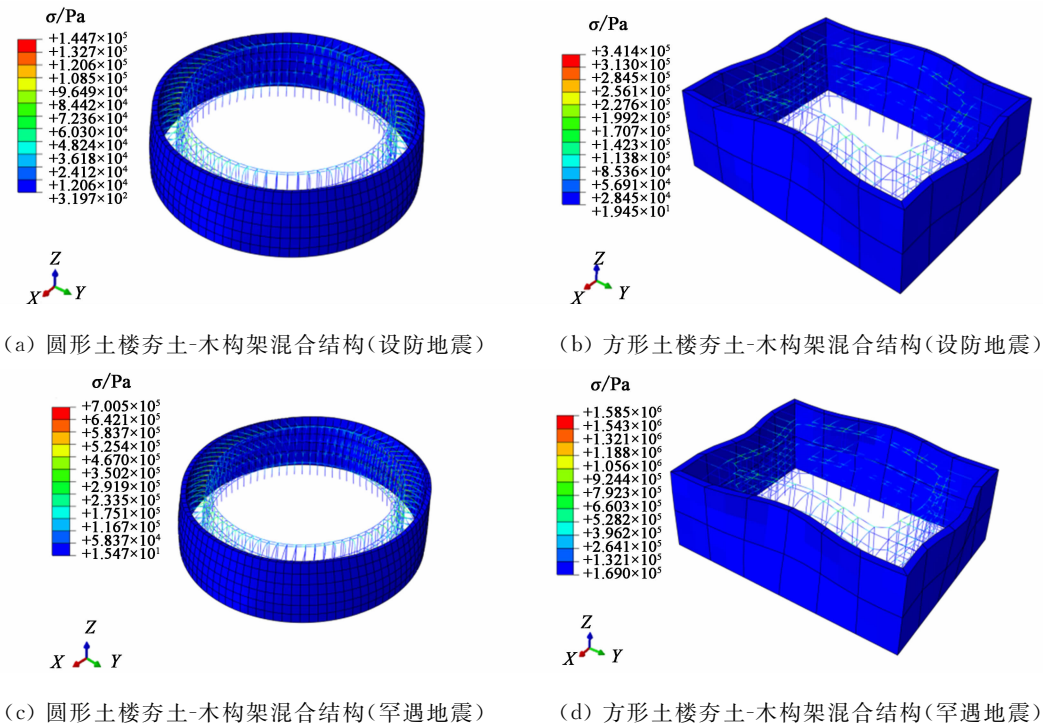 σ/Pa
+1.447×10⁵
+1.327×10⁵
+1.206×10⁵
+1.085×10⁵
+9.649×10⁴
+8.442×10⁴
+7.236×10⁴
+6.030×10⁴
+4.824×10⁴
+3.618×10⁴
+2.412×10⁴
+1.206×10⁴
+3.197×10²
Z
X
Y
σ/Pa
+3.414×10⁵
+3.130×10⁵
+2.845×10⁵
+2.561×10⁵
+2.276×10⁵
+1.992×10⁵
+1.707×10⁵
+1.423×10⁵
+1.138×10⁵
+8.536×10⁴
+5.691×10⁴
+2.845×10⁴
+1.945×10¹
Z
X
Y
(a) 圆形土楼夯土-木构架混合结构(设防地震)
(b) 方形土楼夯土-木构架混合结构(设防地震)
σ/Pa
+7.005×10⁵
+6.421×10⁵
+5.837×10⁵
+5.254×10⁵
+4.670×10⁵
+3.502×10⁵
+2.919×10⁵
+2.335×10⁵
+1.751×10⁵
+1.167×10⁵
+5.837×10⁴
+1.547×10¹
Z
X
Y
σ/Pa
+1.585×10⁶
+1.543×10⁶
+1.321×10⁶
+1.188×10⁶
+1.056×10⁶
+9.244×10⁵
+7.923×10⁵
+6.603×10⁵
+5.282×10⁵
+3.962×10⁵
+2.641×10⁵
+1.321×10⁵
+1.690×10⁵
Z
X
Y
(c) 圆形土楼夯土-木构架混合结构(罕遇地震)
(d) 方形土楼夯土-木构架混合结构(罕遇地震)